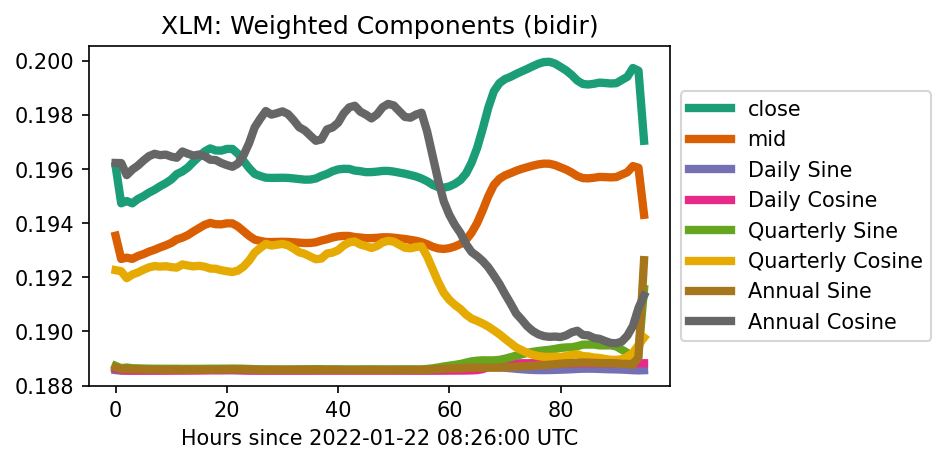 XLM: Weighted Components (bidir)
0.200
0.198
0.196
0.194
0.192
0.190
0.188
0 20 40 60 80
Hours since 2022-01-22 08:26:00 UTC
close
mid
Daily Sine
Daily Cosine
Quarterly Sine
Quarterly Cosine
Annual Sine
Annual Cosine